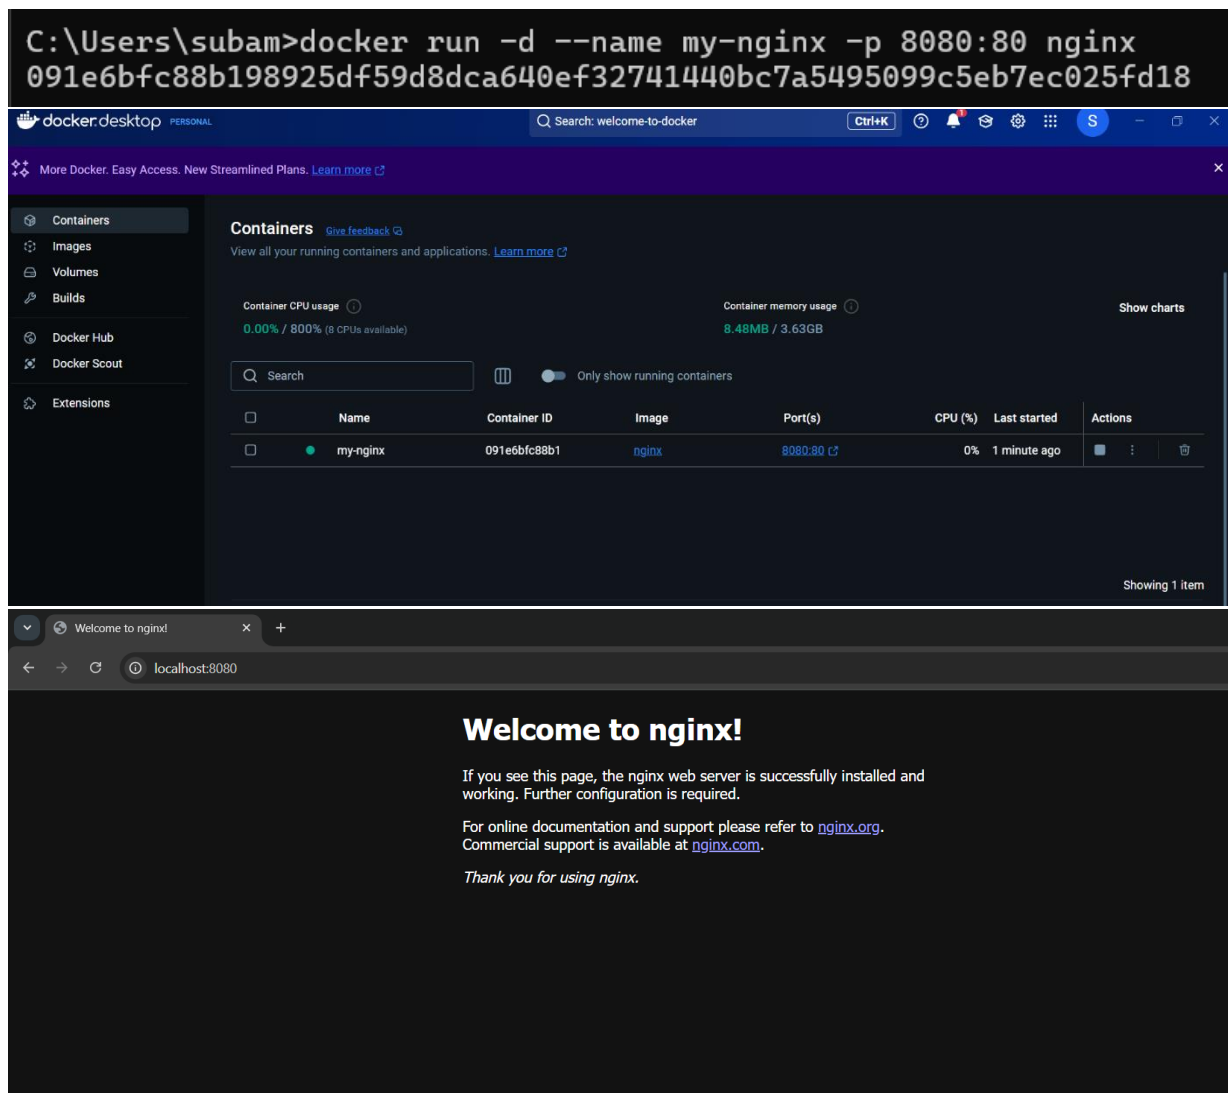 C:\Users\subam>docker run -d --name my-nginx -p 8080:80 nginx
091e6bfc88b198925df59d8dca640ef32741440bc7a5495099c5eb7ec025fd18
docker.desktop PERSONAL Search: welcome-to-docker Ctrl+K 1 S
More Docker. Easy Access. New Streamlined Plans. Learn more
Containers
Images
Volumes
Builds
Docker Hub
Docker Scout
Extensions
Containers Give feedback
View all your running containers and applications. Learn more
Container CPU usage
0.00% / 800% (8 CPUs available)
Container memory usage
8.48MB / 3.63GB
Show charts
Search Only show running containers
Name Container ID Image Port(s) CPU (%) Last started Actions
my-nginx 091e6bfc88b1 nginx 8080:80 0% 1 minute ago
Showing 1 item
Welcome to nginx!
localhost:8080
Welcome to nginx!
If you see this page, the nginx web server is successfully installed and
working. Further configuration is required.
For online documentation and support please refer to nginx.org.
Commercial support is available at nginx.com.
Thank you for using nginx.